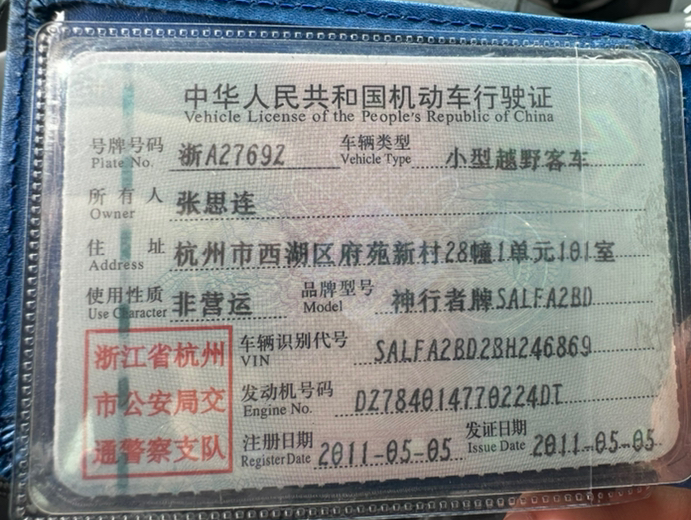 中华人民共和国机动车行驶证
Vehicle License of the People's Republic of China
号牌号码 Plate No. 浙A2769Z 车辆类型 Vehicle Type 小型越野客车
所有人 Owner 张思连
住址 Address 杭州市西湖区府苑新村28幢1单元101室
使用性质 Use Character 非营运 品牌型号 Model 神行者牌SALFA2BD
浙江省杭州
市公安局交
通警察支队
车辆识别代号 VIN SALFA2BD2BH246869
发动机号码 Engine No. DZ784014770224DT
注册日期 Register Date 2011-05-05 发证日期 Issue Date 2011-05-05